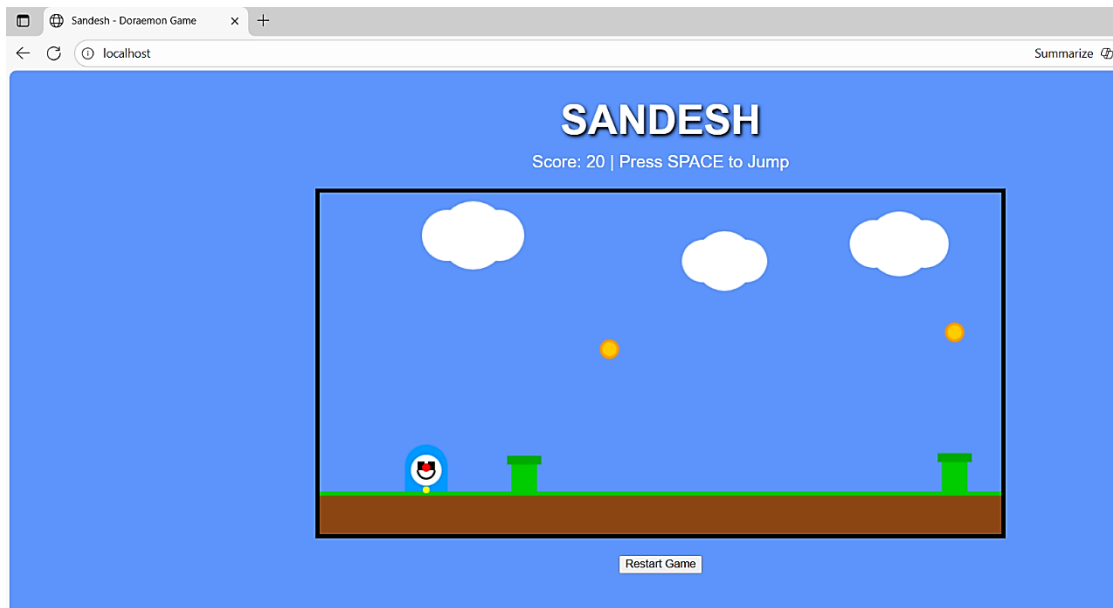 Sandesh - Doraemon Game
localhost
Summarize
SANDESH
Score: 20 | Press SPACE to Jump
Restart Game